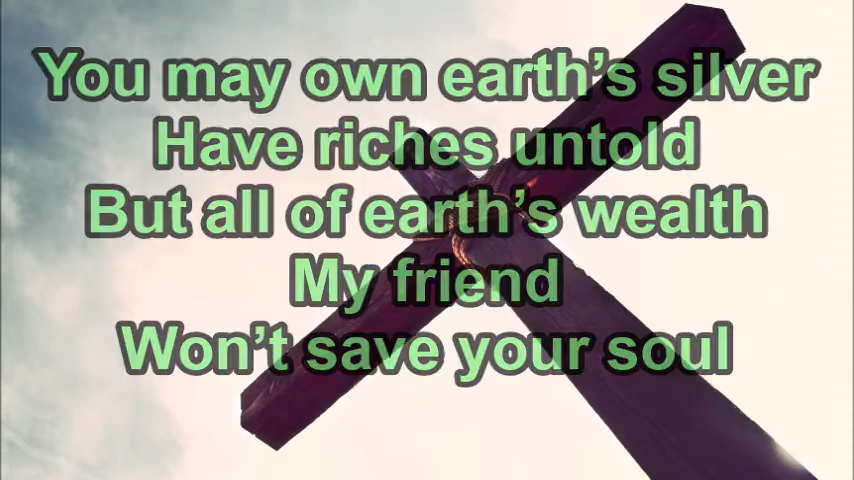 You may own earth’s silver
Have riches untold
But all of earth’s wealth
My friend
Won’t save your soul